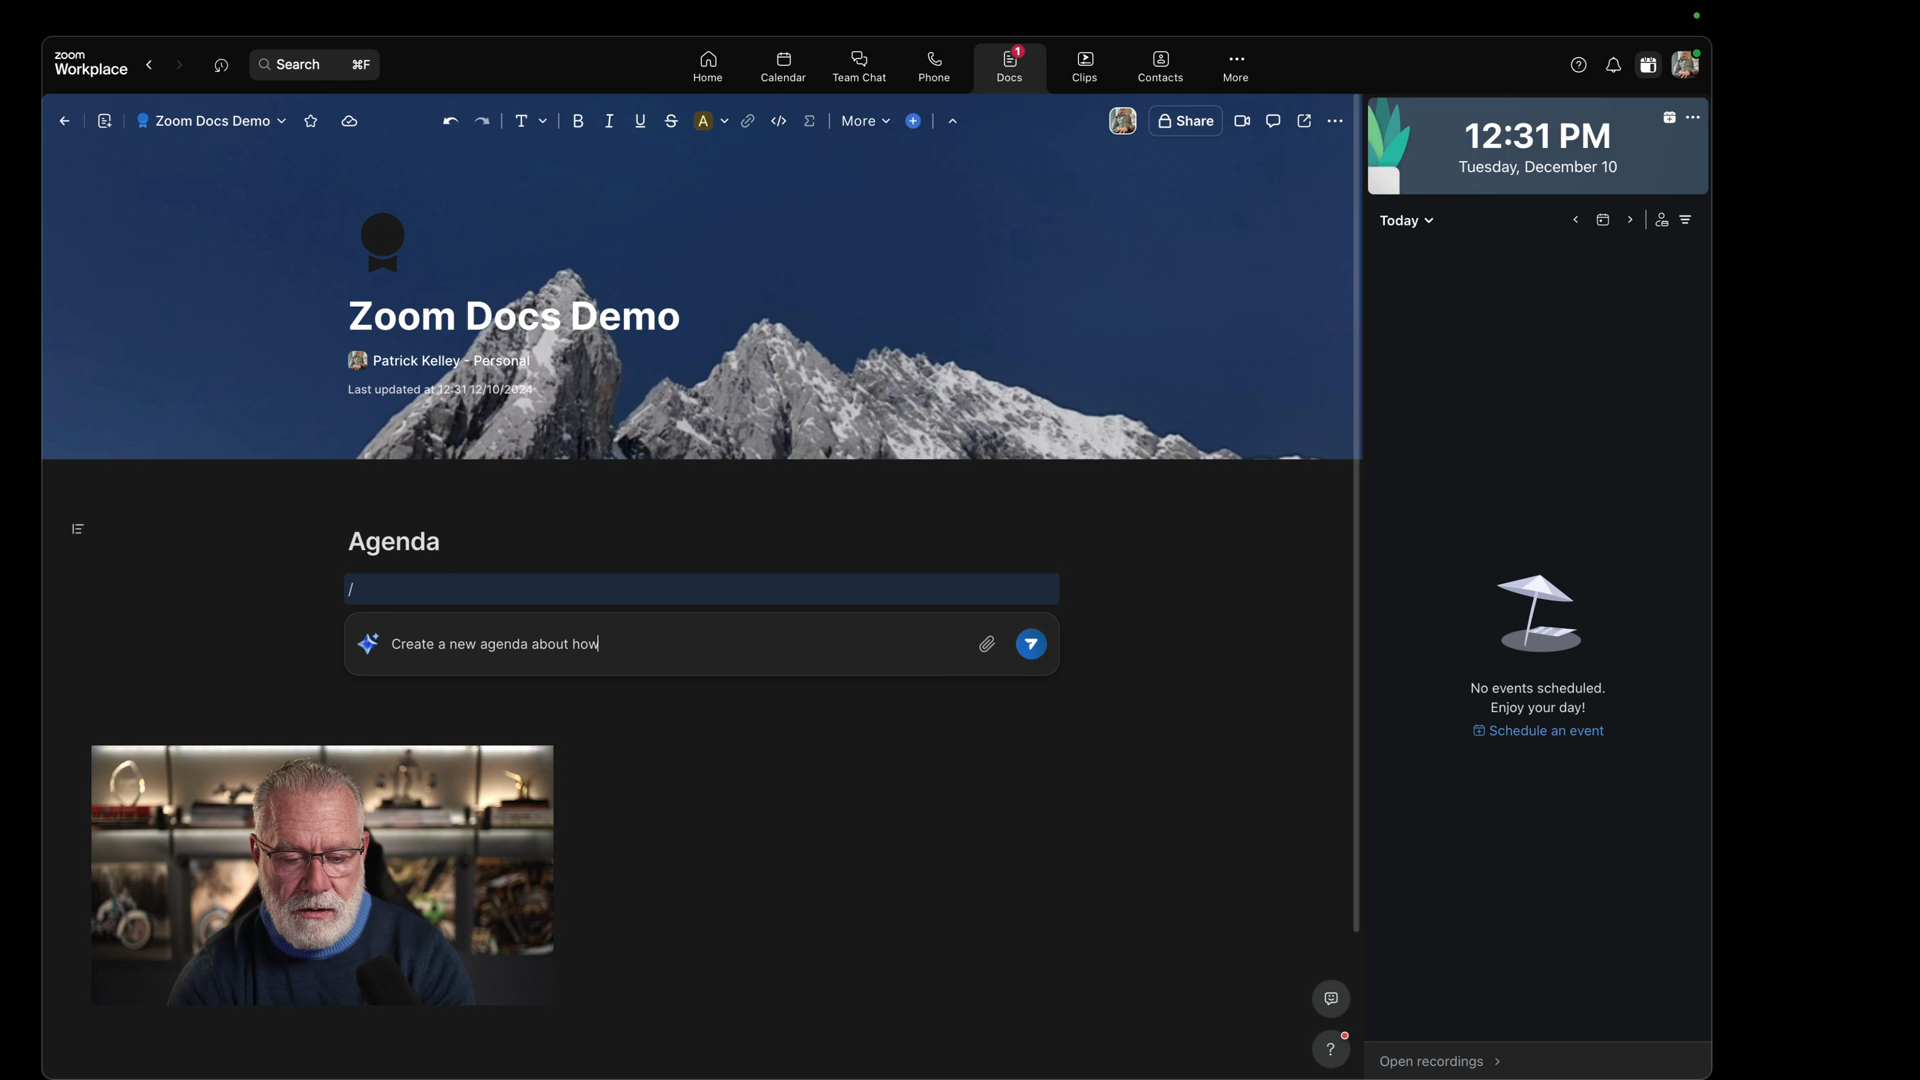 zoom
Workplace
Search ⌘F
Home
Calendar
Team Chat
Phone
1
Docs
Clips
Contacts
More
Zoom Docs Demo
T
B
I
U
S
A
</>
Σ
More
Share
Zoom Docs Demo
Patrick Kelley - Personal
Last updated at 12:31 12/10/2024
Agenda
/
Create a new agenda about how
?
12:31 PM
Tuesday, December 10
Today
No events scheduled.
Enjoy your day!
Schedule an event
Open recordings